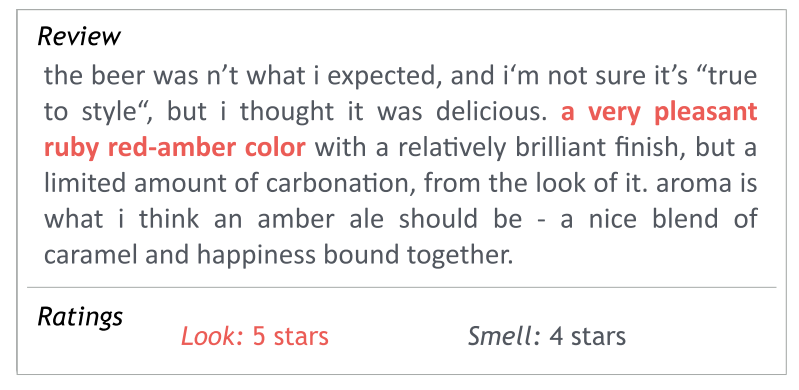 Review
the beer was n’t what i expected, and i‘m not sure it’s “true
to style“, but i thought it was delicious. a very pleasant
ruby red-amber color with a relatively brilliant finish, but a
limited amount of carbonation, from the look of it. aroma is
what i think an amber ale should be - a nice blend of
caramel and happiness bound together.
Ratings
Look: 5 stars Smell: 4 stars